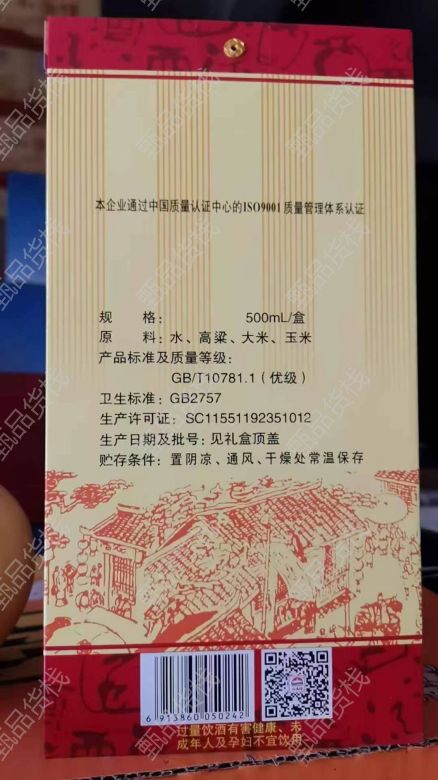 本企业通过中国质量认证中心的ISO9001质量管理体系认证
规 格: 500mL/盒
原 料: 水、高粱、大米、玉米
产品标准及质量等级:
GB/T10781.1(优级)
卫生标准: GB2757
生产许可证: SC11551192351012
生产日期及批号: 见礼盒顶盖
贮存条件: 置阴凉、通风、干燥处常温保存
6 913860 050242
过量饮酒有害健康、未
成年人及孕妇不宜饮用
甄品货栈